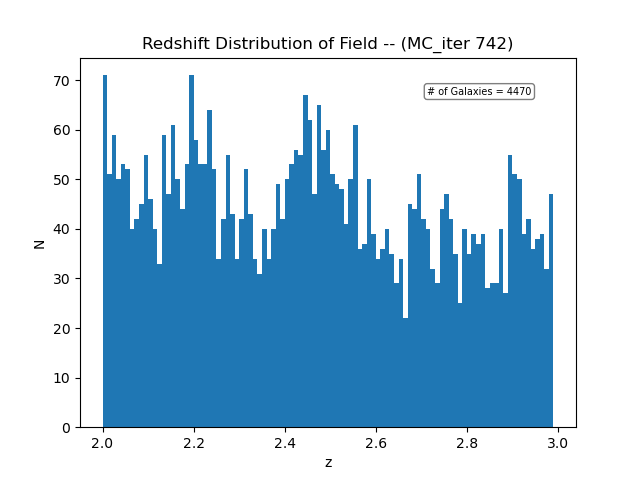 Redshift Distribution of Field -- (MC_iter 742)
# of Galaxies = 4470
70
60
50
40
30
20
10
0
N
2.0 2.2 2.4 2.6 2.8 3.0
z